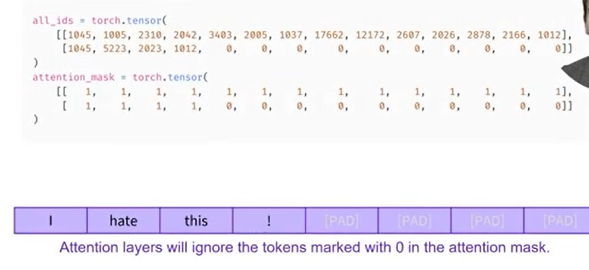 all_ids = torch.tensor(
[[1045, 1005, 2310, 2042, 3403, 2005, 1037, 17662, 12172, 2607, 2026, 2878, 2166, 1012],
[1045, 5223, 2023, 1012, 0, 0, 0, 0, 0, 0, 0, 0, 0, 0]]
)
attention_mask = torch.tensor(
[[ 1, 1, 1, 1, 1, 1, 1, 1, 1, 1, 1, 1, 1, 1],
[ 1, 1, 1, 1, 0, 0, 0, 0, 0, 0, 0, 0, 0, 0]]
)
I hate this ! [PAD] [PAD] [PAD] [PAD]
Attention layers will ignore the tokens marked with 0 in the attention mask.